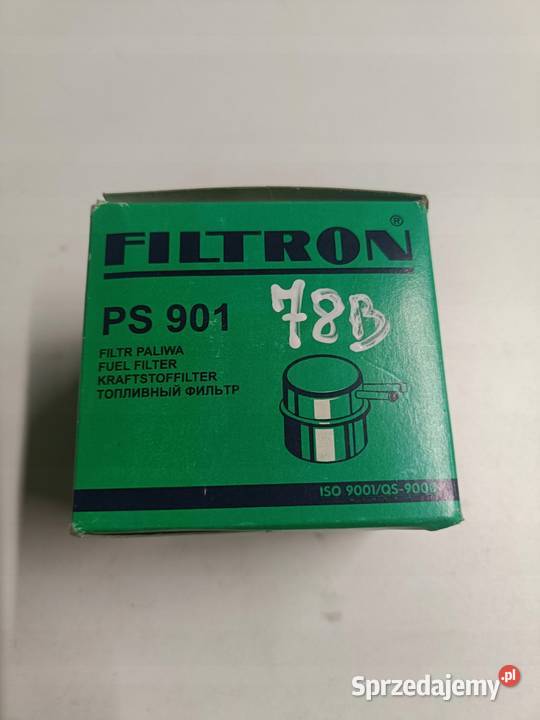 FILTRON®
PS 901 78B
FILTR PALIWA
FUEL FILTER
KRAFTSTOFFILTER
ТОПЛИВНЫЙ ФИЛЬТР
ISO 9001/QS-9000
Sprzedajemy.pl